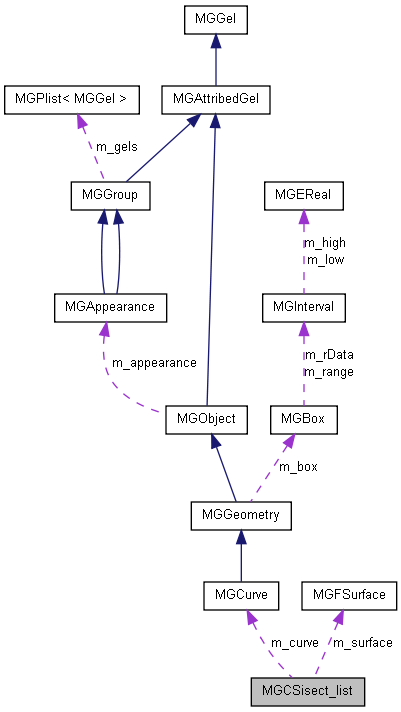 MGGel
MGPlist< MGGel >
MGAttribedGel
m_gels
MGGroup
MGEReal
m_high
m_low
MGAppearance
MGInterval
m_appearance
m_rData
m_range
MGObject
MGBox
m_box
MGGeometry
MGCurve
MGFSurface
m_curve
m_surface
MGCSisect_list